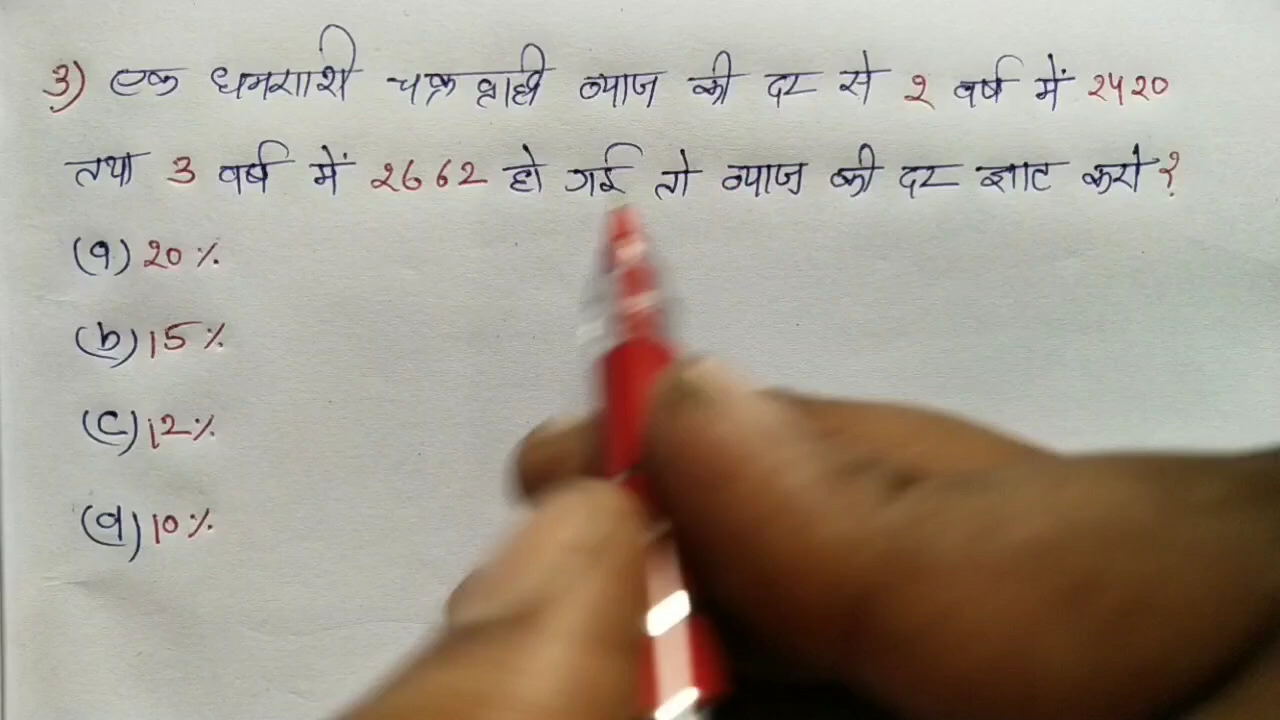 3) एक धनराशी चक्रव्राही ब्याज की दर से 2 वर्ष में 2420
तथा 3 वर्ष में 2662 हो गई तो ब्याज की दर ज्ञाट करो ?
(a) 20%
(b) 15%
(c) 12%
(d) 10%